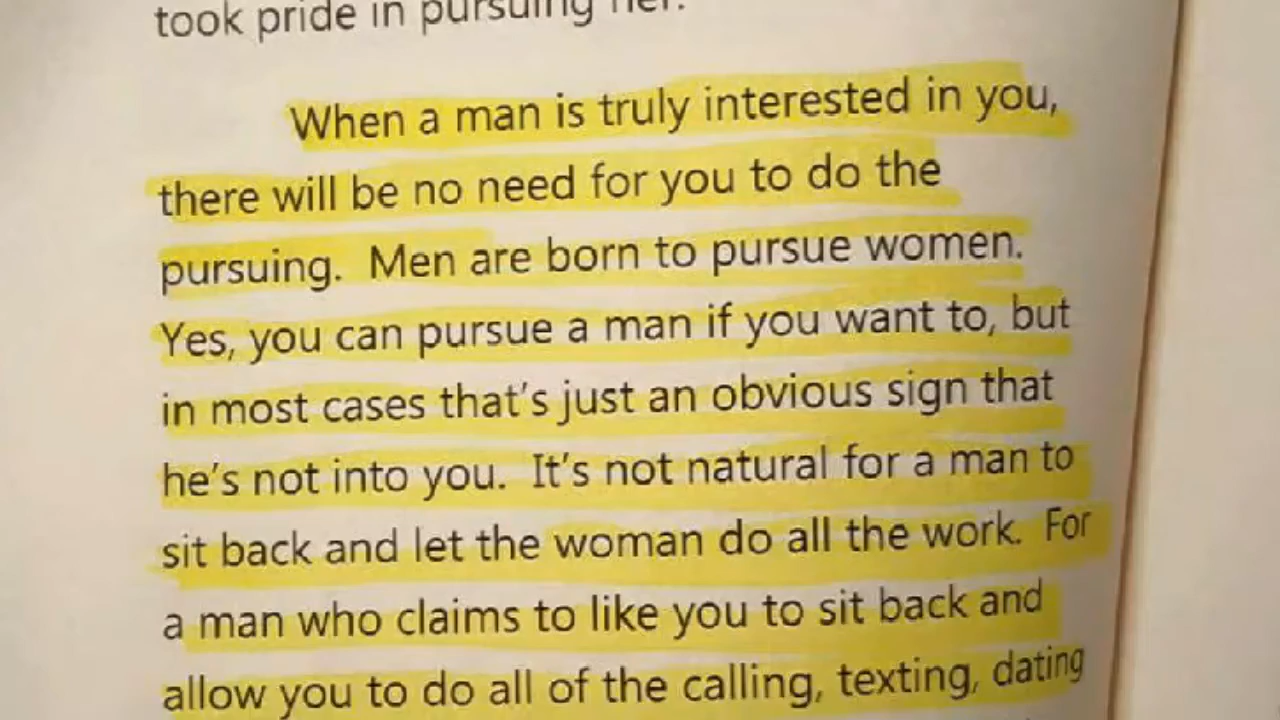 took pride in pursuing her.
When a man is truly interested in you,
there will be no need for you to do the
pursuing. Men are born to pursue women.
Yes, you can pursue a man if you want to, but
in most cases that's just an obvious sign that
he's not into you. It's not natural for a man to
sit back and let the woman do all the work. For
a man who claims to like you to sit back and
allow you to do all of the calling, texting, dating